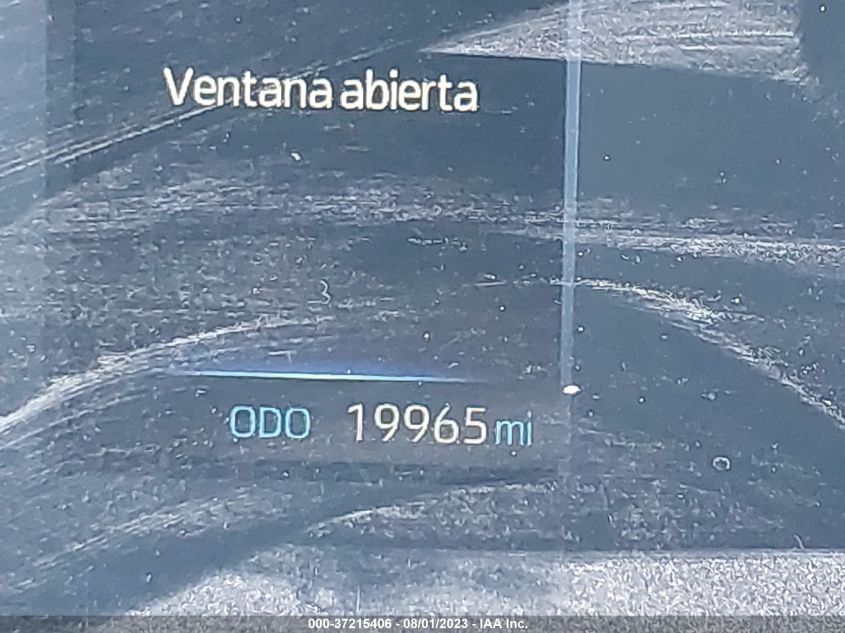 Ventana abierta
ODO 19965 mi
000-37215406 - 08/01/2023 - IAA Inc.